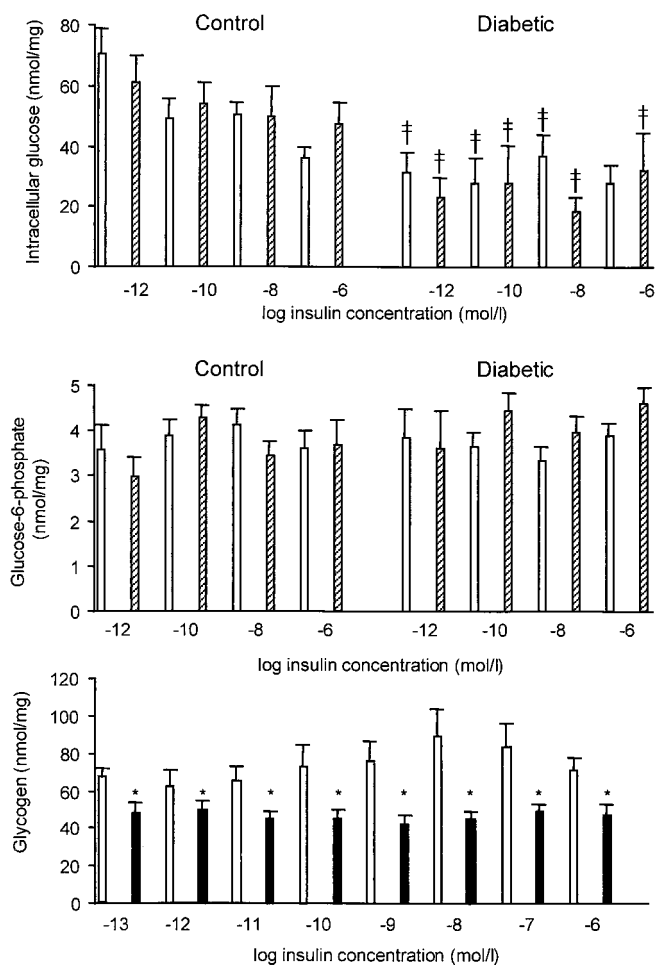 Control Diabetic
Intracellular glucose (nmol/mg)
80
60
40
20
0
‡ ‡ ‡ ‡ ‡ ‡ ‡
-12 -10 -8 -6 -12 -10 -8 -6
log insulin concentration (mol/l)
Control Diabetic
Glucose-6-phosphate
(nmol/mg)
5
4
3
2
1
0
-12 -10 -8 -6 -12 -10 -8 -6
log insulin concentration (mol/l)
Glycogen (nmol/mg)
120
100
80
60
40
20
0
* * * * * * * *
-13 -12 -11 -10 -9 -8 -7 -6
log insulin concentration (mol/l)